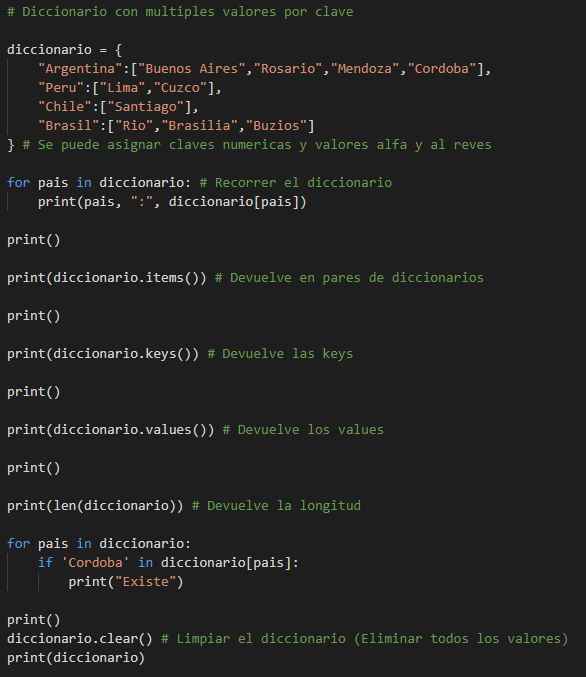 # Diccionario con multiples valores por clave
diccionario = {
    "Argentina":["Buenos Aires","Rosario","Mendoza","Cordoba"],
    "Peru":["Lima","Cuzco"],
    "Chile":["Santiago"],
    "Brasil":["Rio","Brasilia","Buzios"]
} # Se puede asignar claves numericas y valores alfa y al reves
for pais in diccionario: # Recorrer el diccionario
    print(pais, ":", diccionario[pais])
print()
print(diccionario.items()) # Devuelve en pares de diccionarios
print()
print(diccionario.keys()) # Devuelve las keys
print()
print(diccionario.values()) # Devuelve los values
print()
print(len(diccionario)) # Devuelve la longitud
for pais in diccionario:
    if 'Cordoba' in diccionario[pais]:
        print("Existe")
print()
diccionario.clear() # Limpiar el diccionario (Eliminar todos los valores)
print(diccionario)